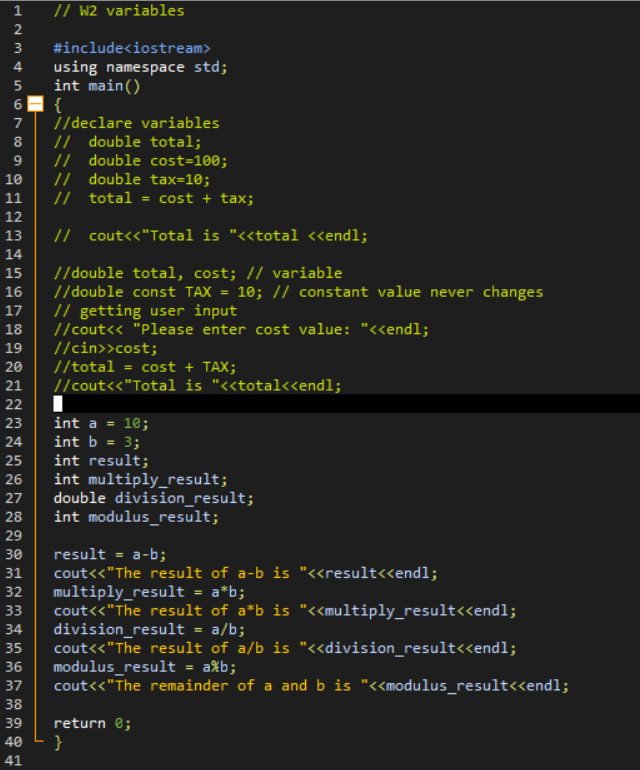 1 // W2 variables
2
3 #include<iostream>
4 using namespace std;
5 int main()
6 {
7 //declare variables
8 //  double total;
9 //  double cost=100;
10 //  double tax=10;
11 //  total = cost + tax;
12
13 //  cout<<"Total is "<<total <<endl;
14
15 //double total, cost; // variable
16 //double const TAX = 10; // constant value never changes
17 // getting user input
18 //cout<< "Please enter cost value: "<<endl;
19 //cin>>cost;
20 //total = cost + TAX;
21 //cout<<"Total is "<<total<<endl;
22
23 int a = 10;
24 int b = 3;
25 int result;
26 int multiply_result;
27 double division_result;
28 int modulus_result;
29
30 result = a-b;
31 cout<<"The result of a-b is "<<result<<endl;
32 multiply_result = a*b;
33 cout<<"The result of a*b is "<<multiply_result<<endl;
34 division_result = a/b;
35 cout<<"The result of a/b is "<<division_result<<endl;
36 modulus_result = a%b;
37 cout<<"The remainder of a and b is "<<modulus_result<<endl;
38
39 return 0;
40 }
41